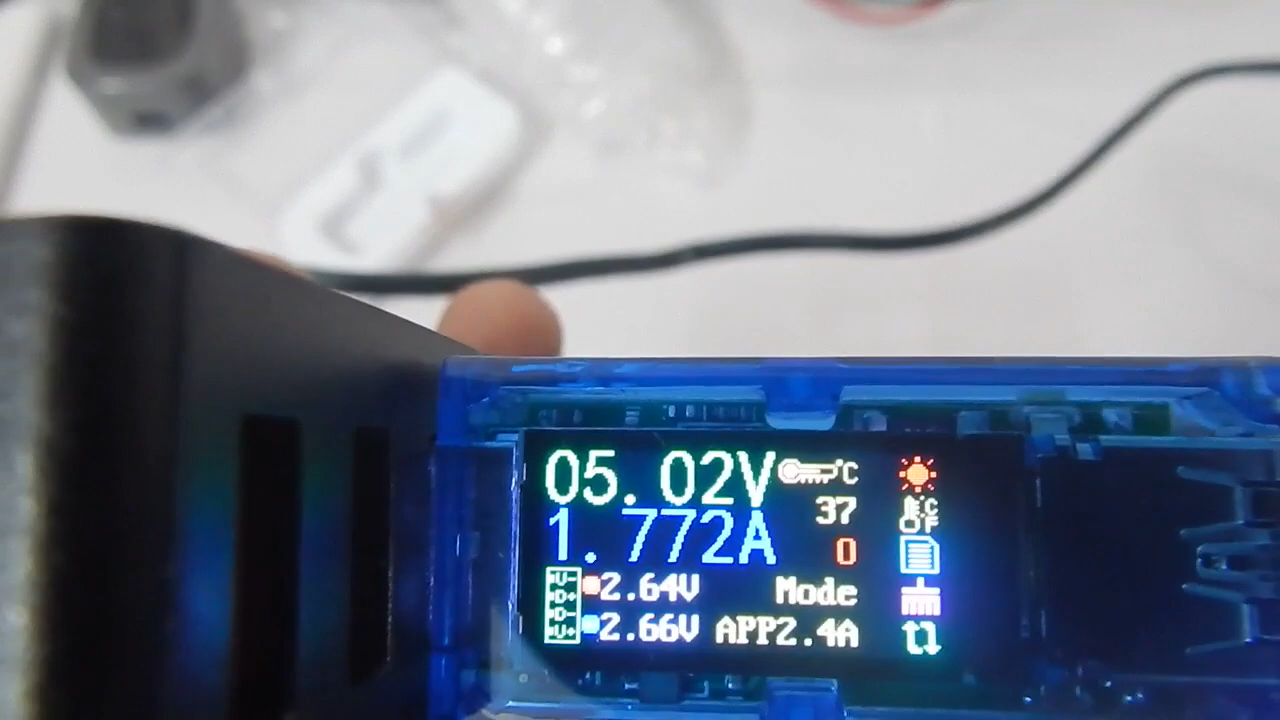 05.02V °C
1.772A 37
0
V- D+ D- V+
2.64V Mode
2.66V APP2.4A
°C
°F